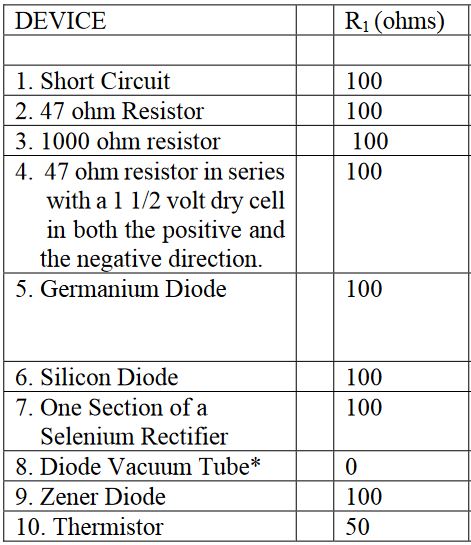 DEVICE R₁ (ohms)
1. Short Circuit 100
2. 47 ohm Resistor 100
3. 1000 ohm resistor 100
4. 47 ohm resistor in series 100
with a 1 1/2 volt dry cell
in both the positive and
the negative direction.
5. Germanium Diode 100
6. Silicon Diode 100
7. One Section of a 100
Selenium Rectifier
8. Diode Vacuum Tube* 0
9. Zener Diode 100
10. Thermistor 50